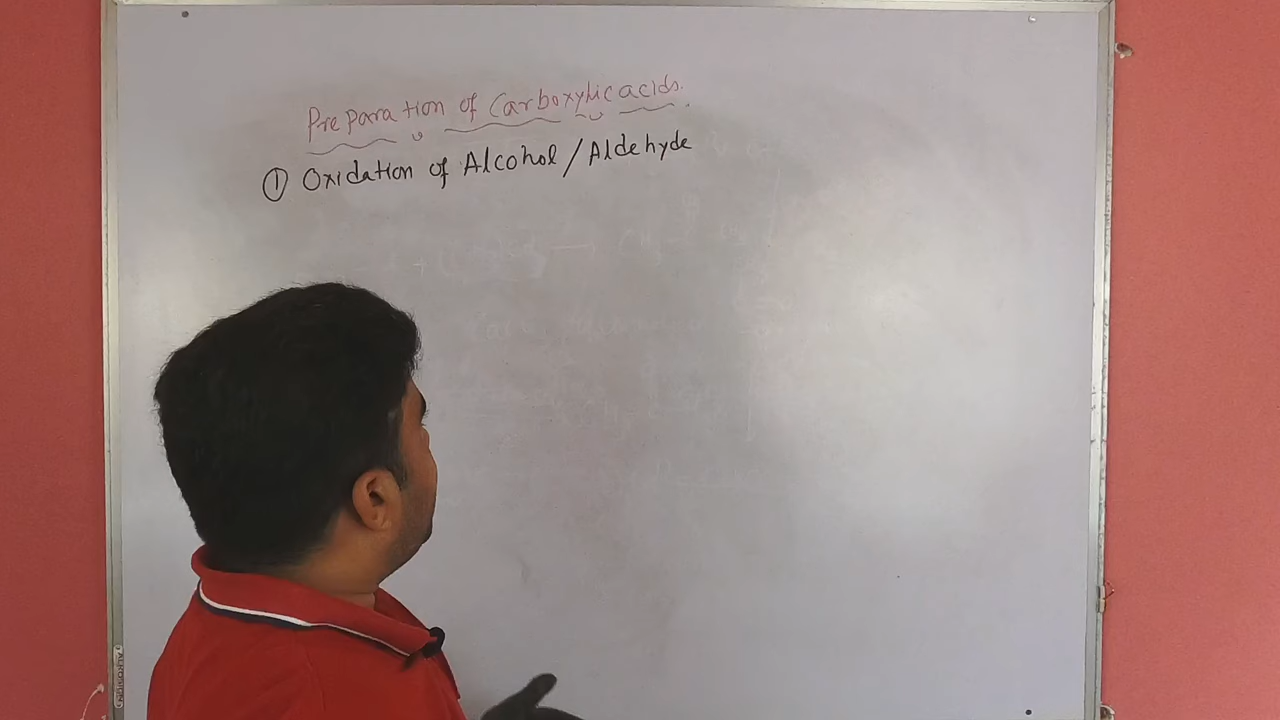 Preparation of Carboxylic acids.
① Oxidation of Alcohol / Aldehyde